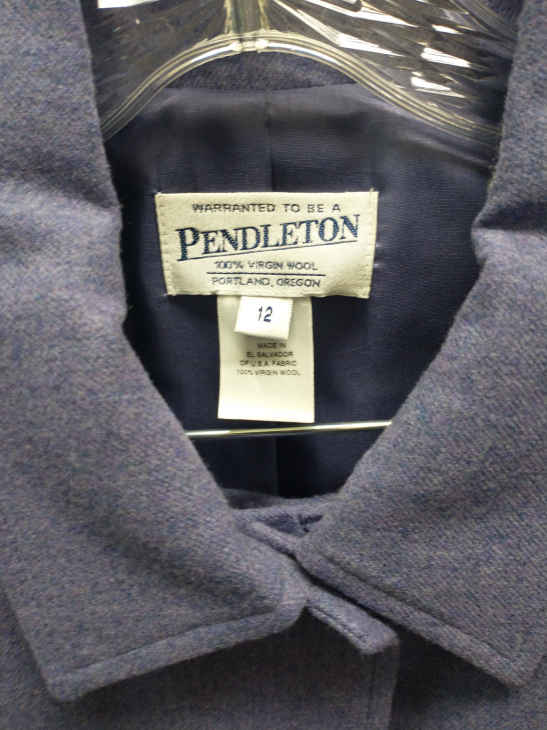 WARRANTED TO BE A
PENDLETON
100% VIRGIN WOOL
PORTLAND, OREGON
12
MADE IN
EL SALVADOR
OF U.S.A. FABRIC
100% VIRGIN WOOL